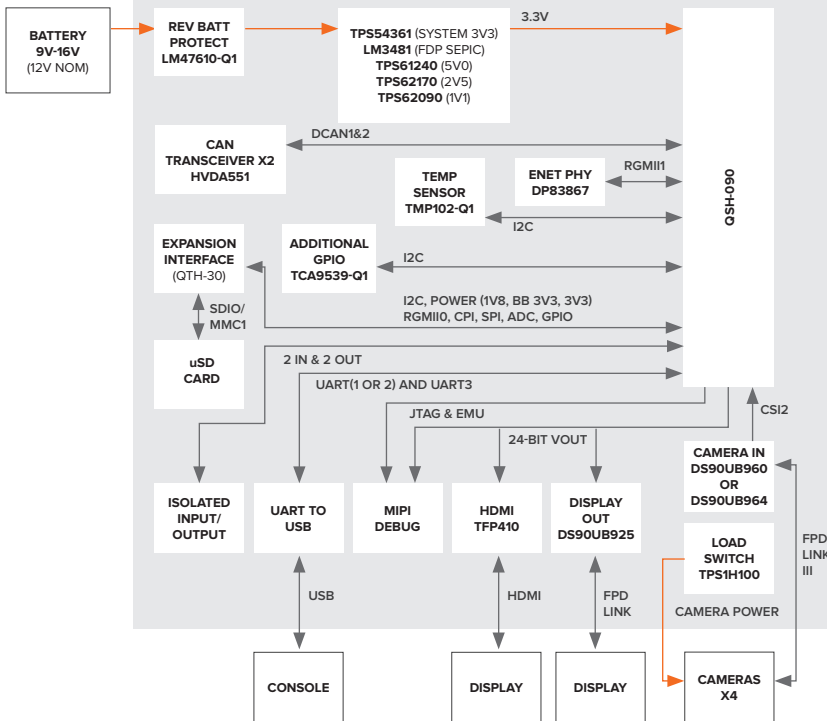 BATTERY
9V-16V
(12V NOM)
REV BATT
PROTECT
LM47610-Q1
TPS54361 (SYSTEM 3V3)
LM3481 (FDP SEPIC)
TPS61240 (5V0)
TPS62170 (2V5)
TPS62090 (1V1)
3.3V
QSH-090
CAN
TRANSCEIVER X2
HVDA551
DCAN1&2
TEMP
SENSOR
TMP102-Q1
ENET PHY
DP83867
RGMII1
I2C
EXPANSION
INTERFACE
(QTH-30)
ADDITIONAL
GPIO
TCA9539-Q1
I2C
I2C, POWER (1V8, BB 3V3, 3V3)
RGMII0, CPI, SPI, ADC, GPIO
SDIO/
MMC1
uSD
CARD
2 IN & 2 OUT
UART(1 OR 2) AND UART3
JTAG & EMU
24-BIT VOUT
CSI2
ISOLATED
INPUT/
OUTPUT
UART TO
USB
MIPI
DEBUG
HDMI
TFP410
DISPLAY
OUT
DS90UB925
CAMERA IN
DS90UB960
OR
DS90UB964
LOAD
SWITCH
TPS1H100
FPD
LINK
III
USB
HDMI
FPD
LINK
CAMERA POWER
CONSOLE
DISPLAY
DISPLAY
CAMERAS
X4